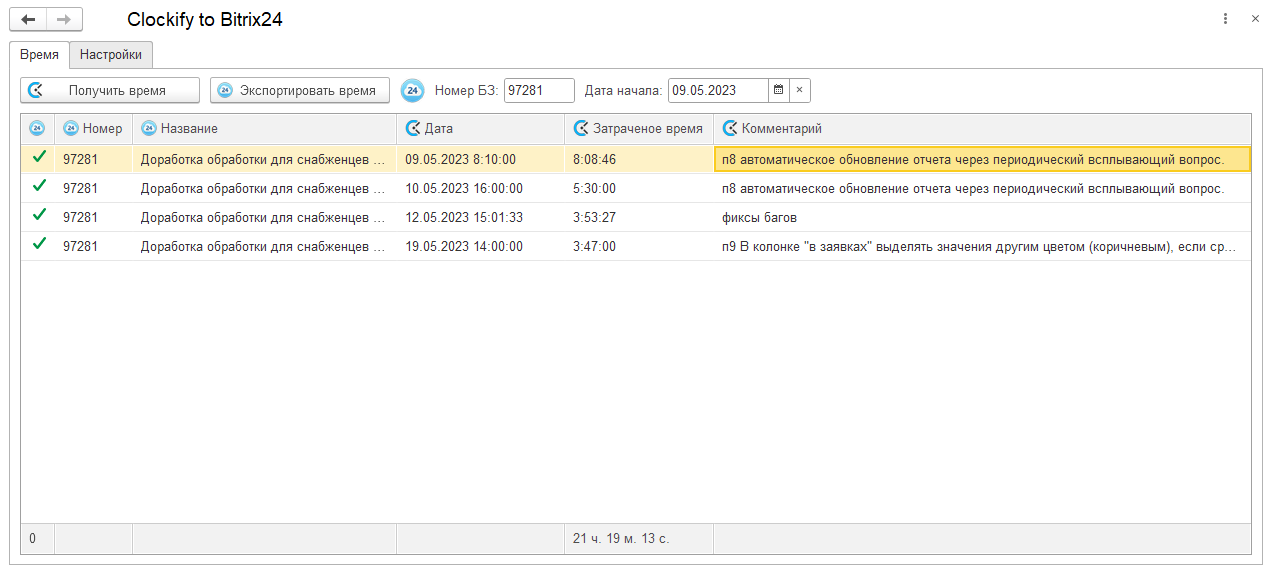 Clockify to Bitrix24
Время Настройки
Получить время 24 Экспортировать время 24 Номер БЗ: 97281 Дата начала: 09.05.2023 ×
24 24 Номер 24 Название Дата Затраченое время Комментарий
97281 Доработка обработки для снабженцев ... 09.05.2023 8:10:00 8:08:46 п8 автоматическое обновление отчета через периодический всплывающий вопрос.
97281 Доработка обработки для снабженцев ... 10.05.2023 16:00:00 5:30:00 п8 автоматическое обновление отчета через периодический всплывающий вопрос.
97281 Доработка обработки для снабженцев ... 12.05.2023 15:01:33 3:53:27 фиксы багов
97281 Доработка обработки для снабженцев ... 19.05.2023 14:00:00 3:47:00 п9 В колонке "в заявках" выделять значения другим цветом (коричневым), если ср...
0 21 ч. 19 м. 13 с.